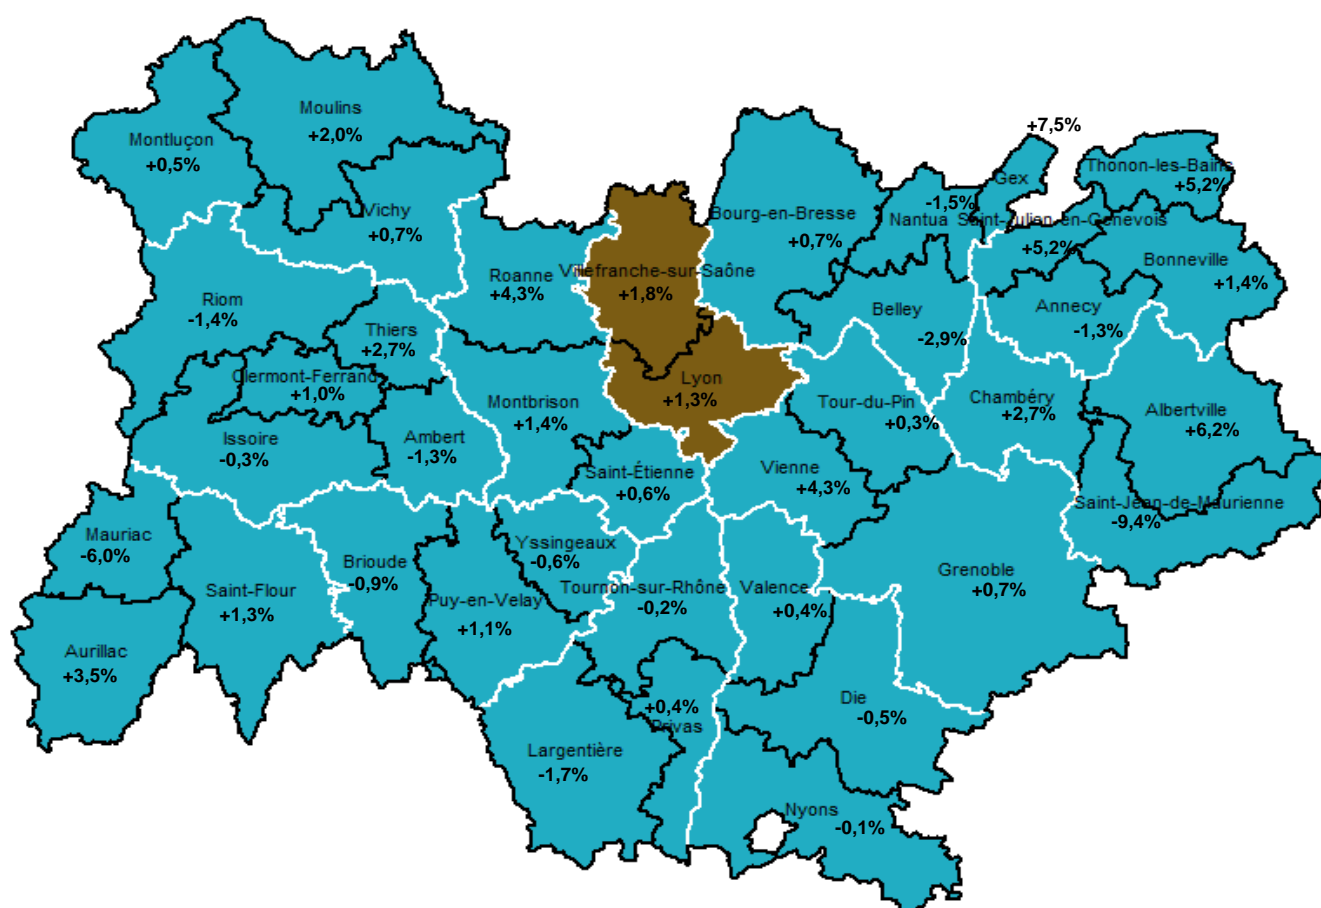 Moulins
+2,0%
Montluçon
+0,5%
Vichy
+0,7%
Bourg-en-Bresse
+0,7%
Nantua
-1,5%
+7,5%
Gex
Thonon-les-Bains
+5,2%
Saint-Julien-en-Genevois
+5,2%
Bonneville
+1,4%
Roanne
+4,3%
Villefranche-sur-Saône
+1,8%
Riom
-1,4%
Thiers
+2,7%
Belley
-2,9%
Annecy
-1,3%
Clermont-Ferrand
+1,0%
Lyon
+1,3%
Montbrison
+1,4%
Tour-du-Pin
+0,3%
Chambéry
+2,7%
Albertville
+6,2%
Issoire
-0,3%
Ambert
-1,3%
Saint-Étienne
+0,6%
Vienne
+4,3%
Saint-Jean-de-Maurienne
-9,4%
Mauriac
-6,0%
Brioude
-0,9%
Yssingeaux
-0,6%
Saint-Flour
+1,3%
Puy-en-Velay
+1,1%
Tournon-sur-Rhône
-0,2%
Valence
+0,4%
Grenoble
+0,7%
Aurillac
+3,5%
+0,4%
Privas
Die
-0,5%
Largentière
-1,7%
Nyons
-0,1%